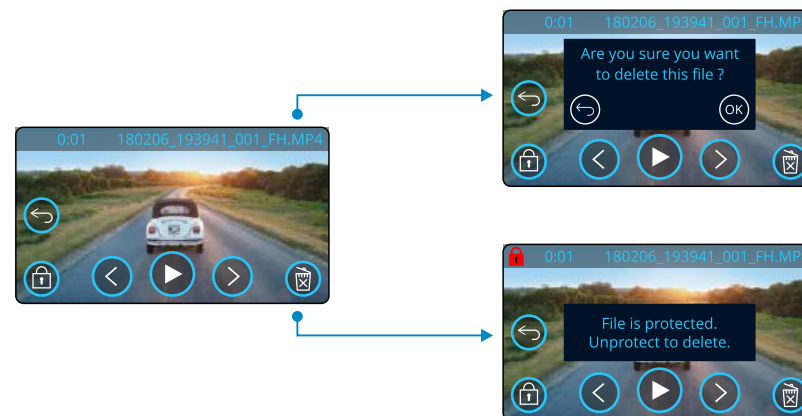 0:01 180206_193941_001_FH.MP4
0:01 180206_193941_001_FH.MP
Are you sure you want
to delete this file ?
OK
0:01 180206_193941_001_FH.MP
File is protected.
Unprotect to delete.